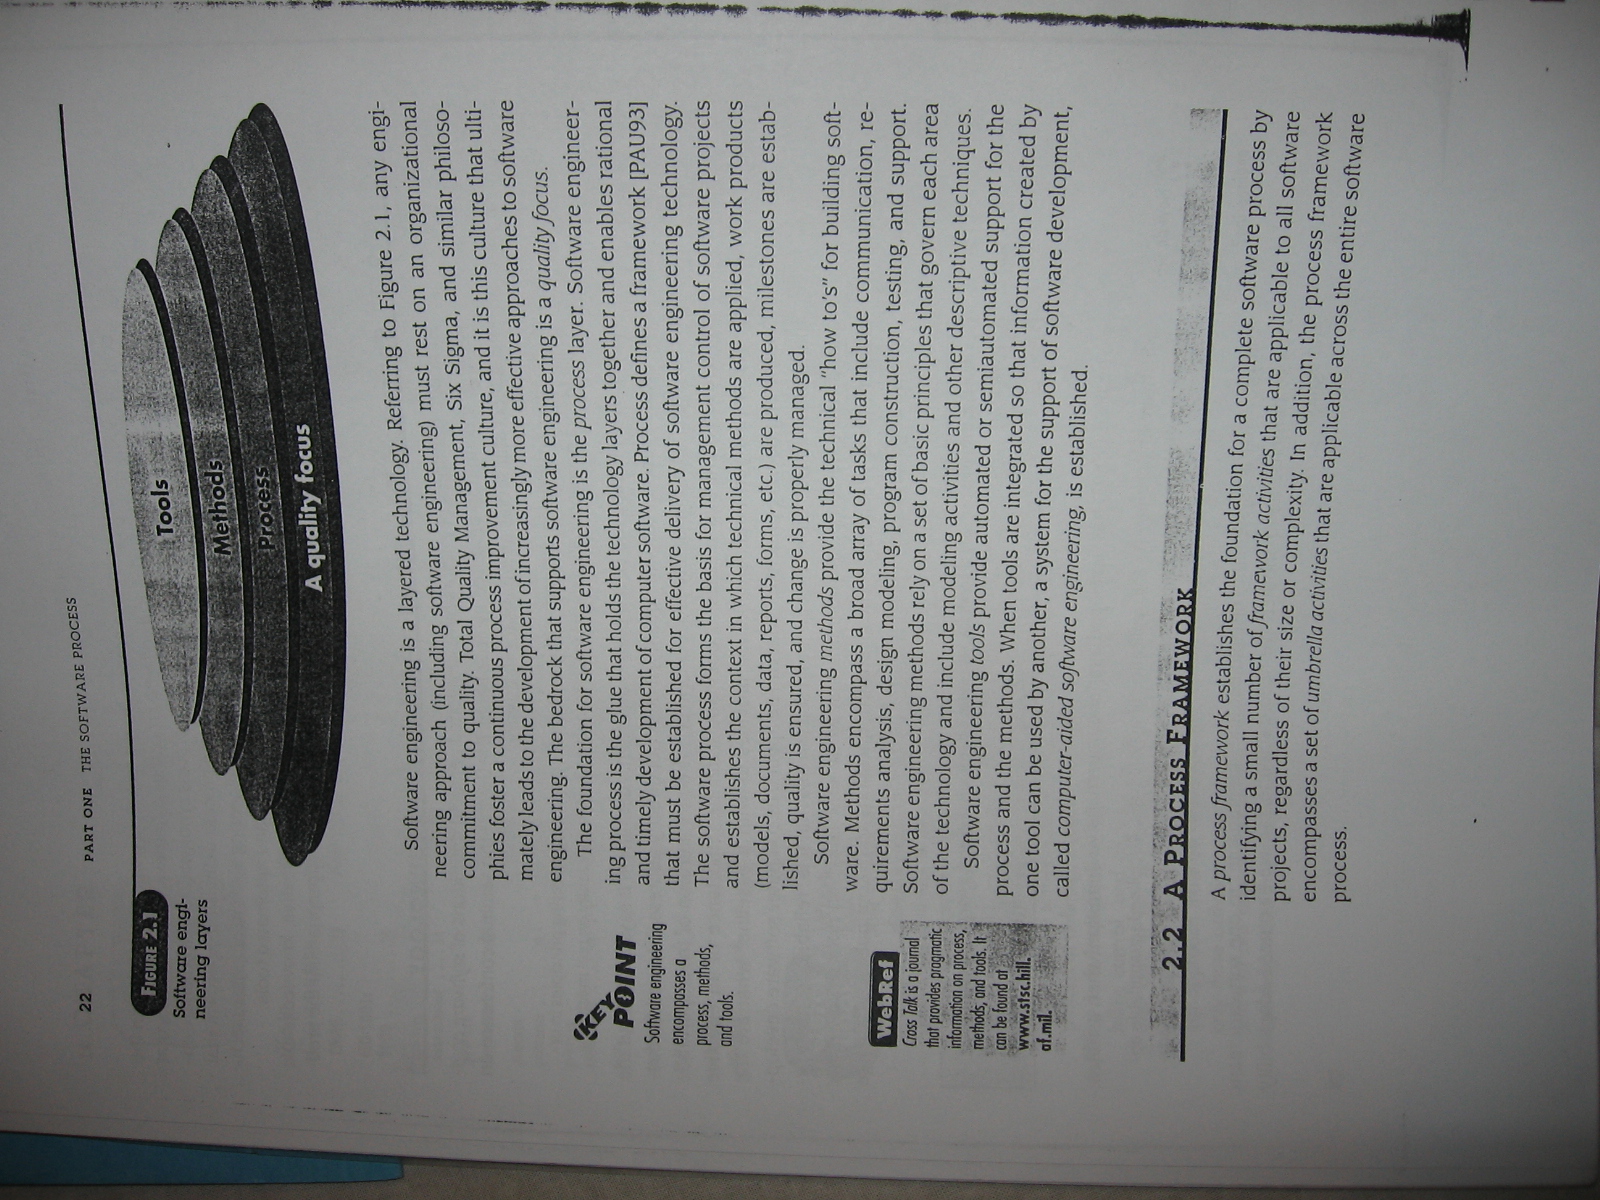 22
PART ONE THE SOFTWARE PROCESS
FIGURE 2.1
Software engi-
neering layers
Tools
Methods
Process
A quality focus
Software engineering is a layered technology. Referring to Figure 2.1, any engi-
neering approach (including software engineering) must rest on an organizational
commitment to quality. Total Quality Management, Six Sigma, and similar philoso-
phies foster a continuous process improvement culture, and it is this culture that ulti-
mately leads to the development of increasingly more effective approaches to software
engineering. The bedrock that supports software engineering is a quality focus.
The foundation for software engineering is the process layer. Software engineer-
ing process is the glue that holds the technology layers together and enables rational
and timely development of computer software. Process defines a framework [PAU93]
that must be established for effective delivery of software engineering technology.
The software process forms the basis for management control of software projects
and establishes the context in which technical methods are applied, work products
(models, documents, data, reports, forms, etc.) are produced, milestones are estab-
lished, quality is ensured, and change is properly managed.
KEY
POINT
Software engineering
encompasses a
process, methods,
and tools.
Software engineering methods provide the technical "how to's" for building soft-
ware. Methods encompass a broad array of tasks that include communication, re-
quirements analysis, design modeling, program construction, testing, and support.
Software engineering methods rely on a set of basic principles that govern each area
of the technology and include modeling activities and other descriptive techniques.
Software engineering tools provide automated or semiautomated support for the
process and the methods. When tools are integrated so that information created by
one tool can be used by another, a system for the support of software development,
called computer-aided software engineering, is established.
WebRef
Cross Talk is a journal
that provides pragmatic
information on process,
methods, and tools. It
can be found at
www.stsc.hill.
af.mil.
2.2 A PROCESS FRAMEWORK
A process framework establishes the foundation for a complete software process by
identifying a small number of framework activities that are applicable to all software
projects, regardless of their size or complexity. In addition, the process framework
encompasses a set of umbrella activities that are applicable across the entire software
process.